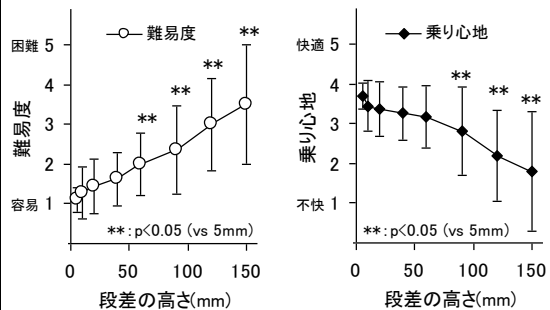 困難 5
難易度
**
**
**
**
4
3
2
容易 1
難易度
**: p<0.05 (vs 5mm)
0 50 100 150
段差の高さ(mm)
快適 5
乗り心地
**
**
**
4
3
2
不快 1
乗り心地
**: p<0.05 (vs 5mm)
0 50 100 150
段差の高さ(mm)